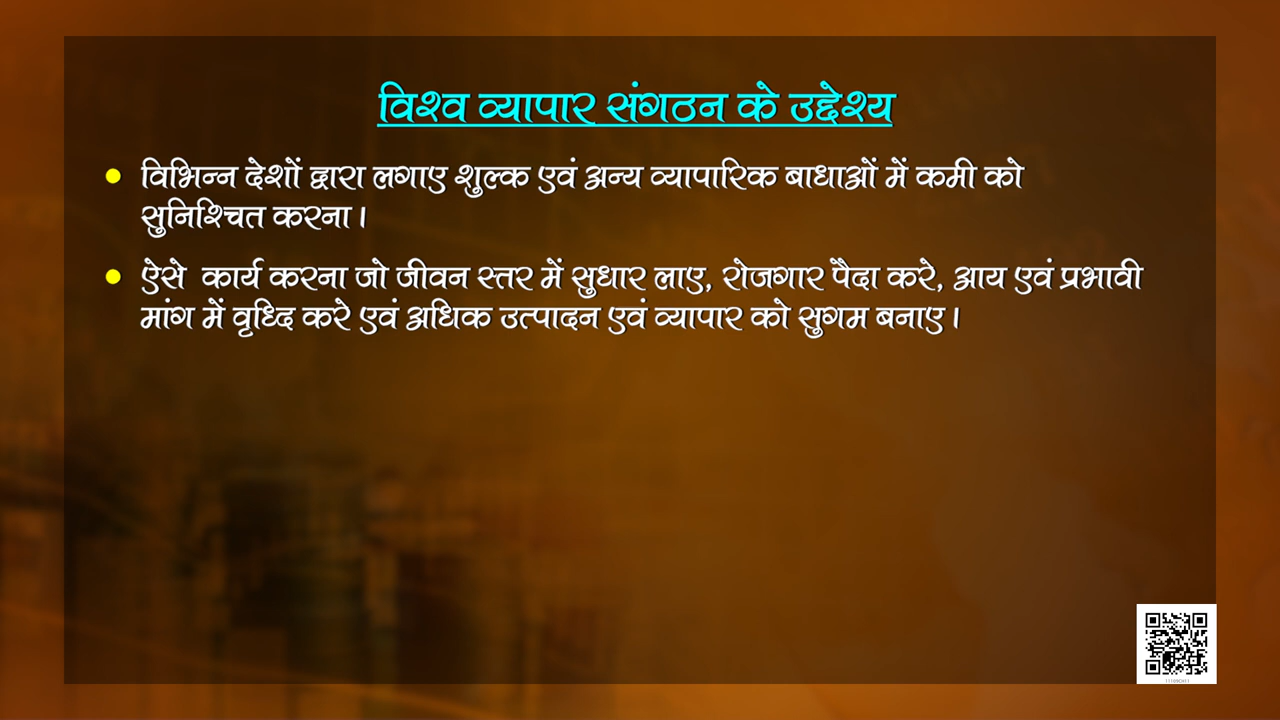 विश्व व्यापार संगठन के उद्देश्य
विभिन्न देशों द्वारा लगाए शुल्क एवं अन्य व्यापारिक बाधाओं में कमी को
सुनिश्चित करना।
ऐसे कार्य करना जो जीवन स्तर में सुधार लाए, रोजगार पैदा करे, आय एवं प्रभावी
मांग में वृध्दि करे एवं अधिक उत्पादन एवं व्यापार को सुगम बनाए।